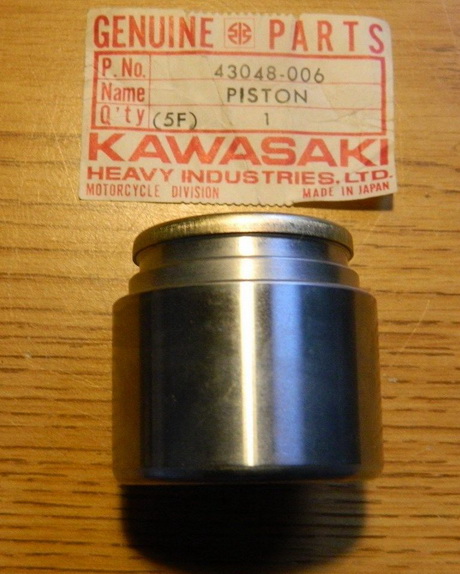 GENUINE PARTS
P.No. 43048-006
Name PISTON
Q'ty (5F) 1
KAWASAKI
HEAVY INDUSTRIES, LTD.
MOTORCYCLE DIVISION MADE IN JAPAN